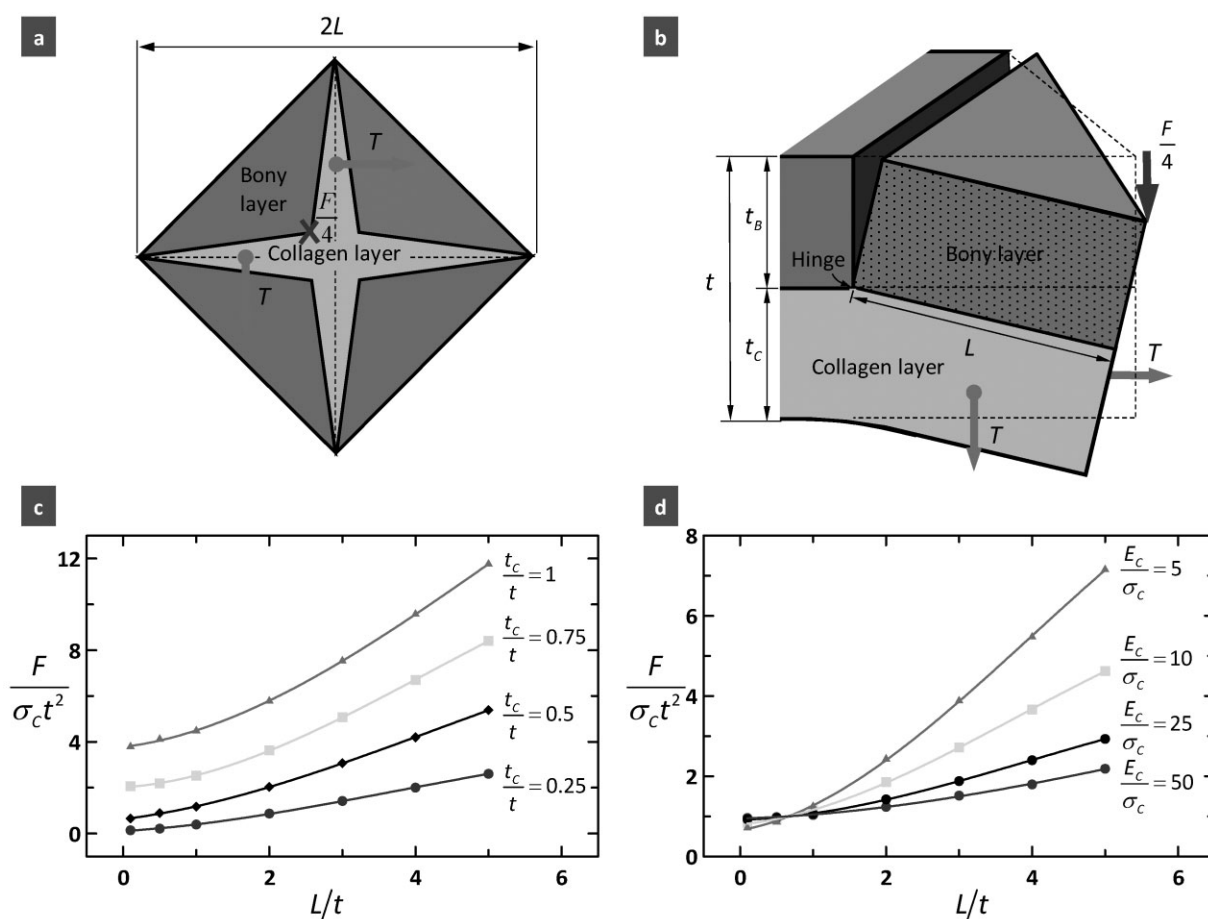 a
2L
T
Bony
layer
F
4
Collagen layer
T
b
F
4
t_B
Hinge
Bony layer
t
L
t_C
T
Collagen layer
T
c
12
8
4
0
F
σ_C t²
t_C/t = 1
t_C/t = 0.75
t_C/t = 0.5
t_C/t = 0.25
0 2 4 6
L/t
d
8
6
4
2
0
F
σ_C t²
E_C/σ_C = 5
E_C/σ_C = 10
E_C/σ_C = 25
E_C/σ_C = 50
0 2 4 6
L/t